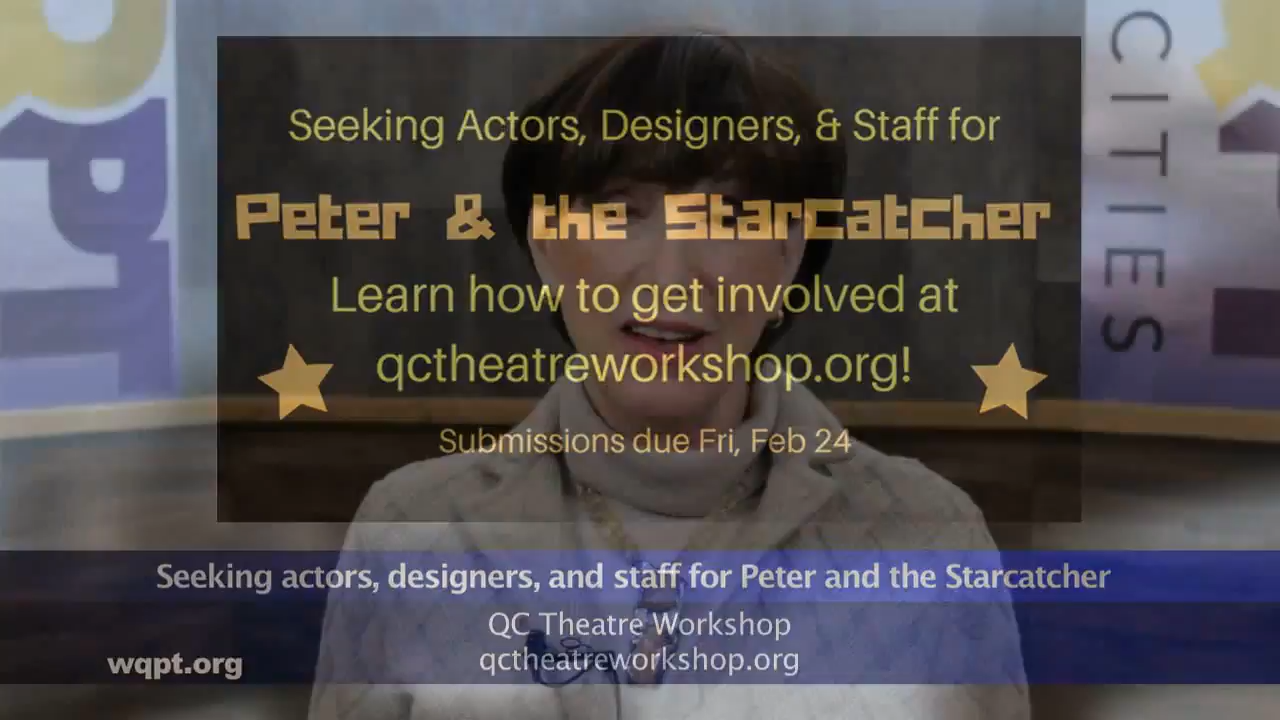 QPT
CITIES
Seeking Actors, Designers, & Staff for
Peter & the Starcatcher
Learn how to get involved at
qctheatreworkshop.org!
Submissions due Fri, Feb 24
Seeking actors, designers, and staff for Peter and the Starcatcher
QC Theatre Workshop
wqpt.org
qctheatreworkshop.org